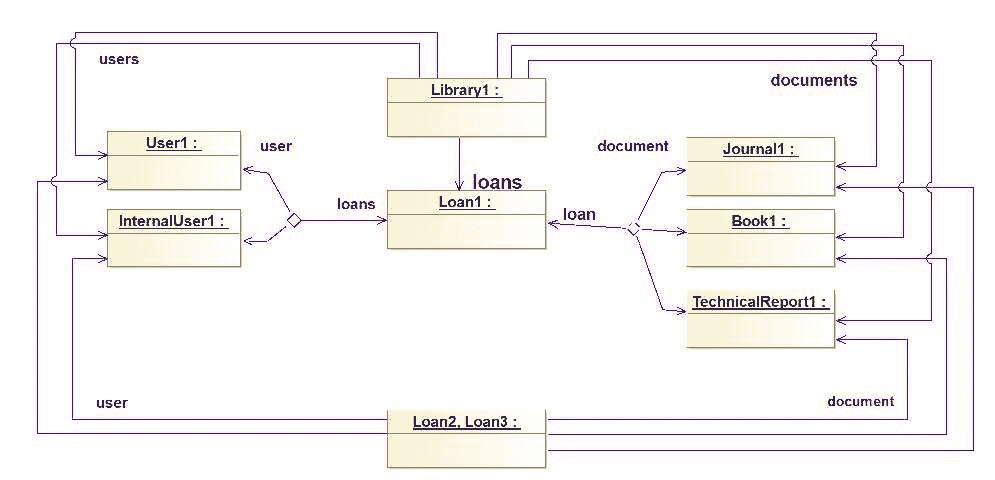 users
Library1 :
documents
User1 :
user
document
Journal1 :
loans
InternalUser1 :
loans
Loan1 :
loan
Book1 :
TechnicalReport1 :
user
document
Loan2, Loan3 :